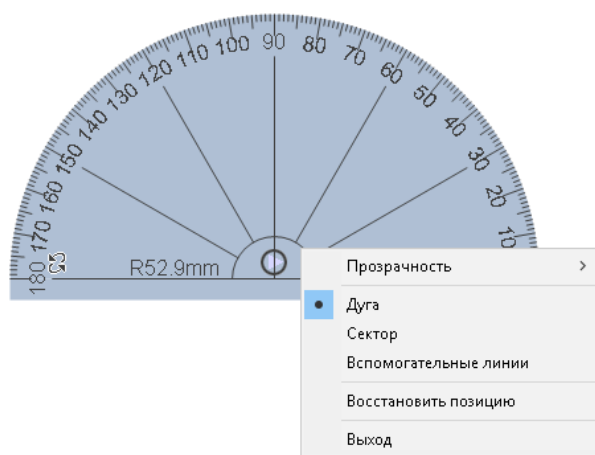 180 170 160 150 140 130 120 110 100 90 80 70 60 50 40 30 20 10
R52.9mm
Прозрачность
Дуга
Сектор
Вспомогательные линии
Восстановить позицию
Выход